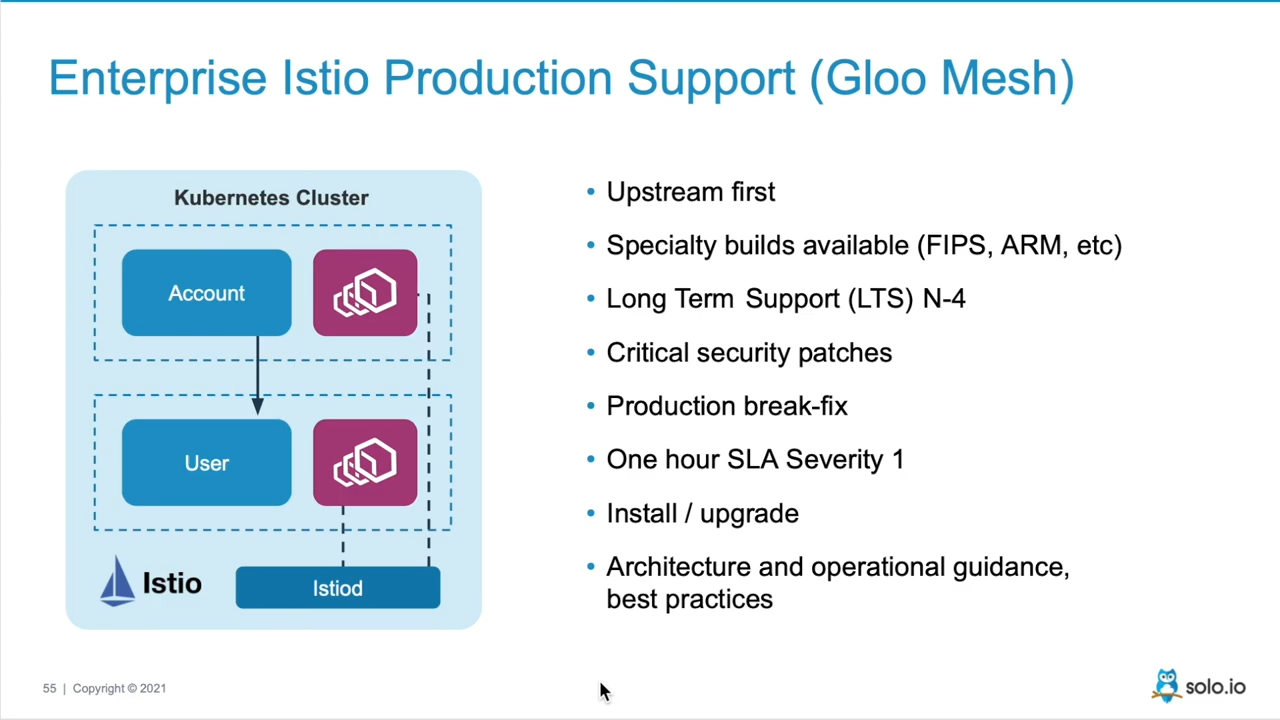 Enterprise Istio Production Support (Gloo Mesh)
Kubernetes Cluster
Account
User
Istio
Istiod
• Upstream first
• Specialty builds available (FIPS, ARM, etc)
• Long Term Support (LTS) N-4
• Critical security patches
• Production break-fix
• One hour SLA Severity 1
• Install / upgrade
• Architecture and operational guidance,
best practices
55 | Copyright © 2021
solo.io